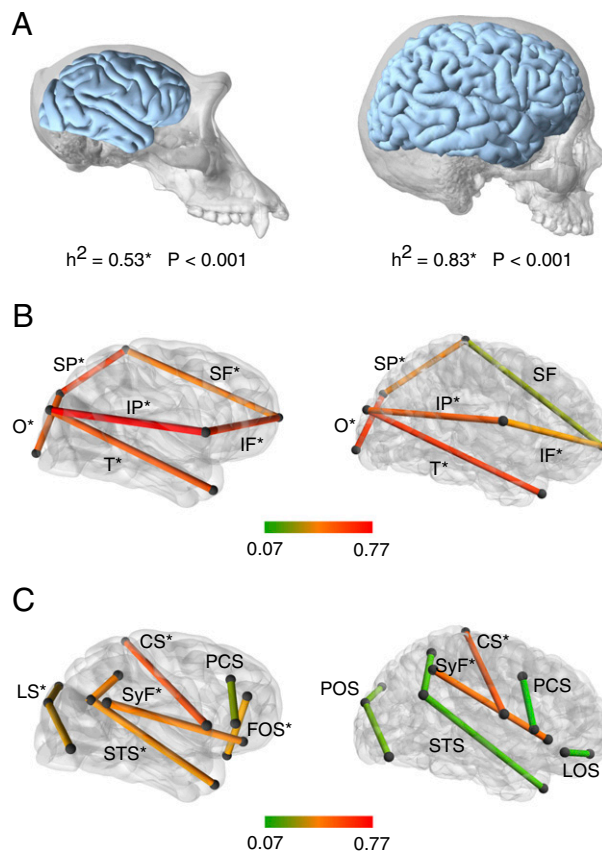 A
h² = 0.53* P < 0.001
h² = 0.83* P < 0.001
B
SP*
SF*
IP*
O*
IF*
T*
SP*
SF
IP*
O*
IF*
T*
0.07
0.77
C
CS*
PCS
LS*
SyF*
FOS*
STS*
CS*
SyF*
POS
PCS
STS
LOS
0.07
0.77